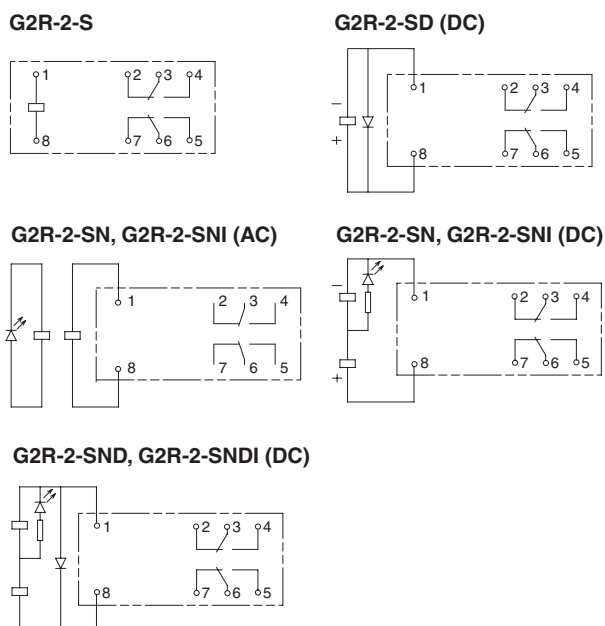 G2R-2-S
1 2 3 4
8 7 6 5
G2R-2-SD (DC)
1 2 3 4
−
+
8 7 6 5
G2R-2-SN, G2R-2-SNI (AC)
1 2 3 4
8 7 6 5
G2R-2-SN, G2R-2-SNI (DC)
−
1 2 3 4
8 7 6 5
+
G2R-2-SND, G2R-2-SNDI (DC)
1 2 3 4
8 7 6 5